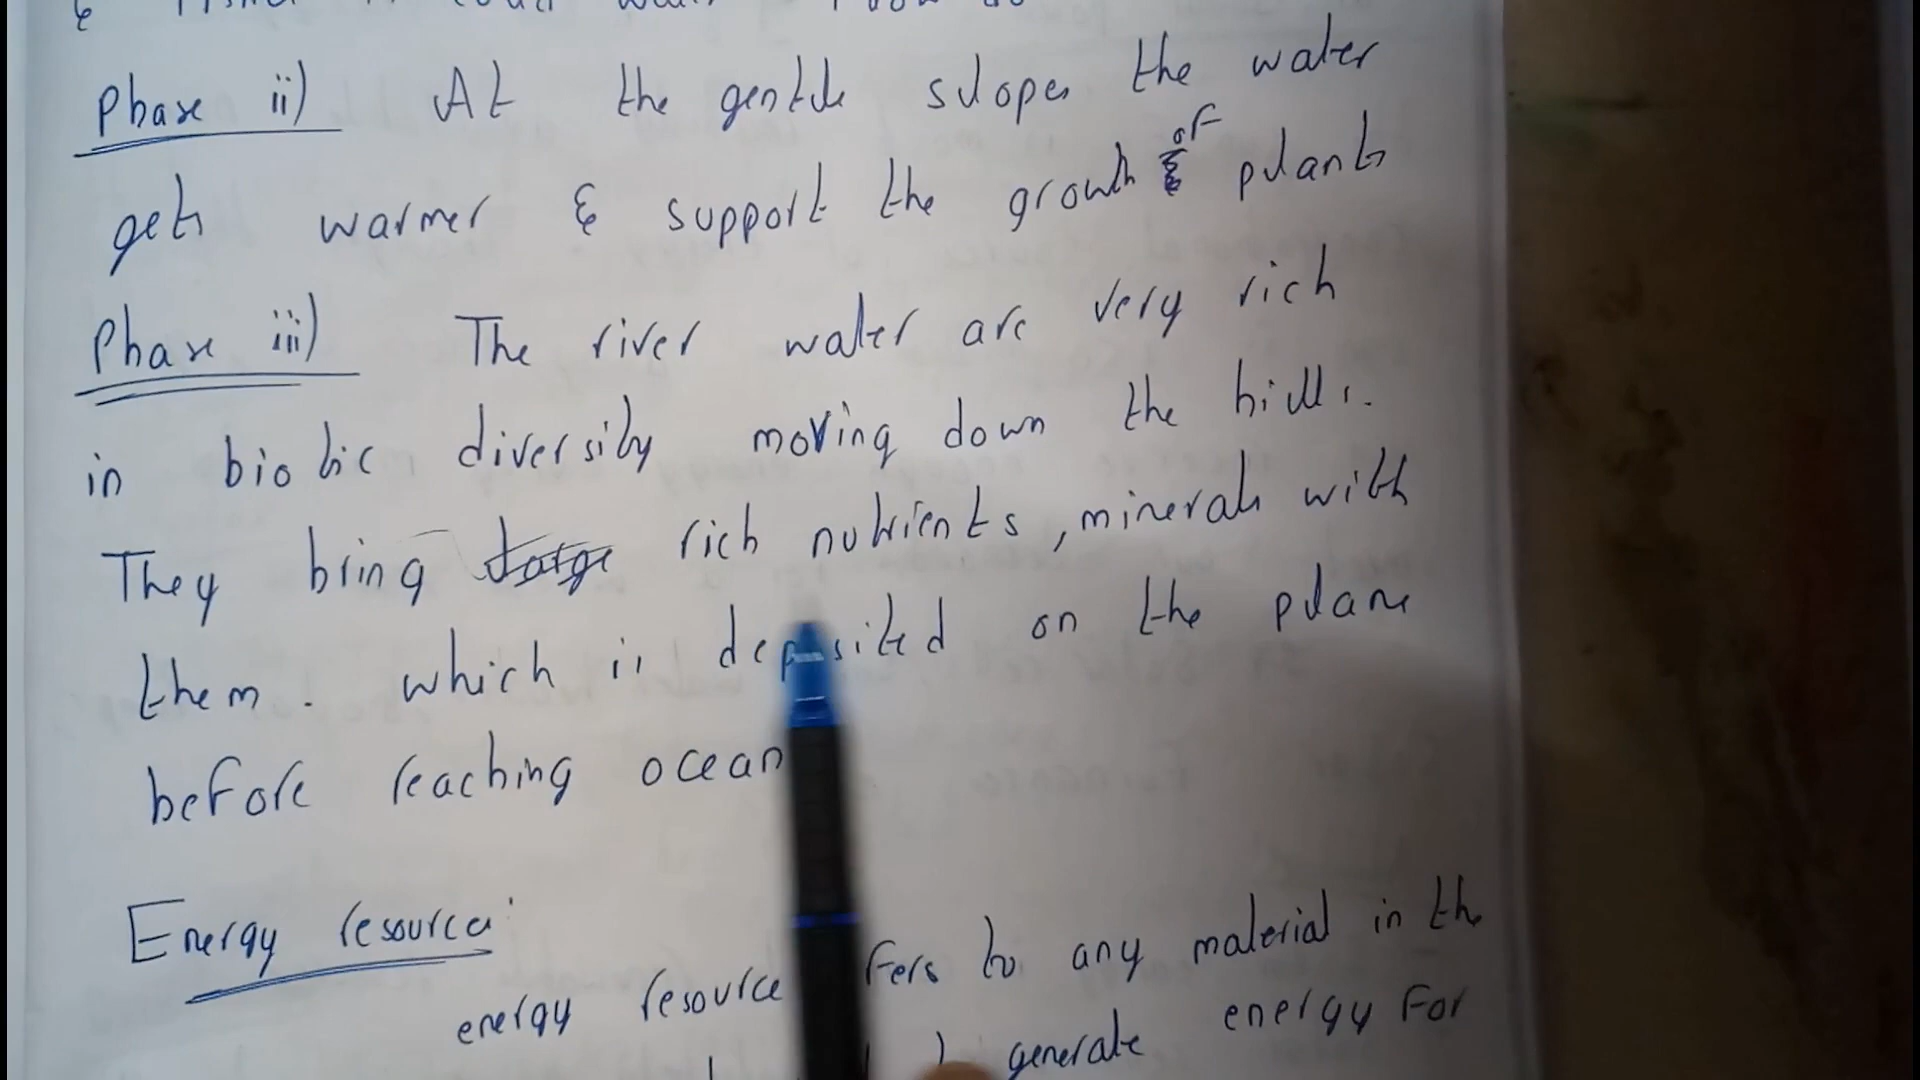 Phase ii) At the gentle slopes the water
gets warmer & support the growth of plants
Phase iii) The river water are very rich
in biotic diversity moving down the hills.
They bring large rich nutrients, minerals with
them. which is deposited on the plane
before reaching ocean
Energy resource:
energy resource fers to any material in the
generate energy for